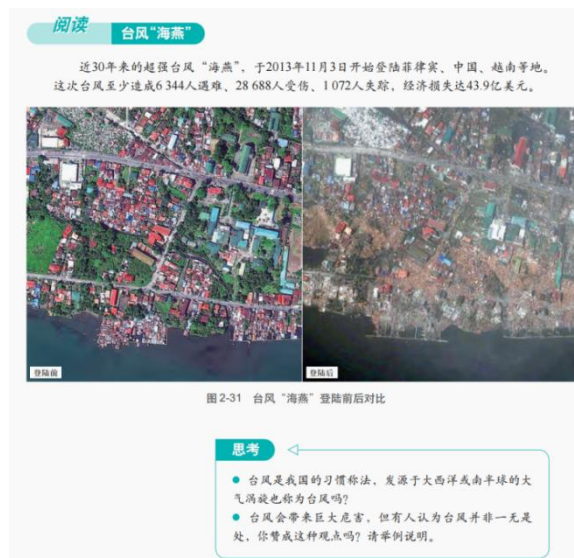 阅读
台风“海燕”
近30年来的超强台风“海燕”，于2013年11月3日开始登陆菲律宾、中国、越南等地。
这次台风至少造成6 344人遇难、28 688人受伤、1 072人失踪，经济损失达43.9亿美元。
登陆前
登陆后
图2-31 台风“海燕”登陆前后对比
思考
● 台风是我国的习惯称法，发源于大西洋或南半球的大
气涡旋也称为台风吗？
● 台风会带来巨大危害，但有人认为台风并非一无是
处，你赞成这种观点吗？请举例说明。